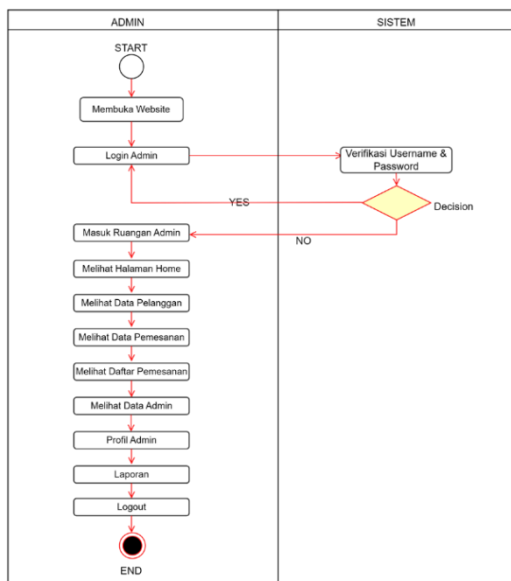 ADMIN
SISTEM
START
Membuka Website
Login Admin
Verifikasi Username &
Password
YES
Decision
Masuk Ruangan Admin
NO
Melihat Halaman Home
Melihat Data Pelanggan
Melihat Data Pemesanan
Melihat Daftar Pemesanan
Melihat Data Admin
Profil Admin
Laporan
Logout
END